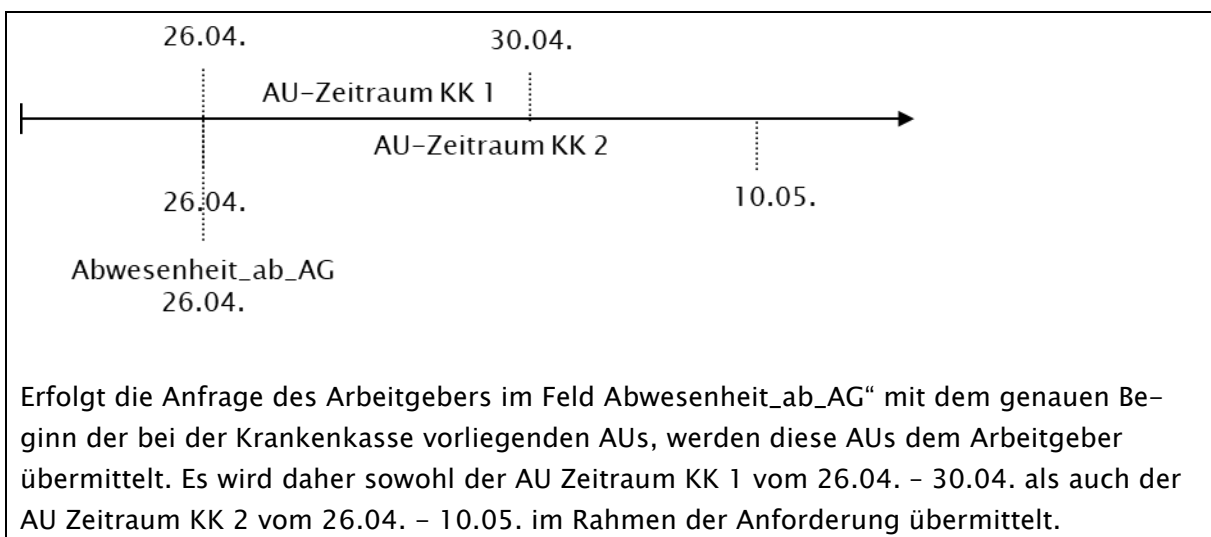 26.04. 30.04.
AU-Zeitraum KK 1
AU-Zeitraum KK 2
26.04. 10.05.
Abwesenheit_ab_AG
26.04.
Erfolgt die Anfrage des Arbeitgebers im Feld Abwesenheit_ab_AG“ mit dem genauen Be-
ginn der bei der Krankenkasse vorliegenden AUs, werden diese AUs dem Arbeitgeber
übermittelt. Es wird daher sowohl der AU Zeitraum KK 1 vom 26.04. – 30.04. als auch der
AU Zeitraum KK 2 vom 26.04. – 10.05. im Rahmen der Anforderung übermittelt.